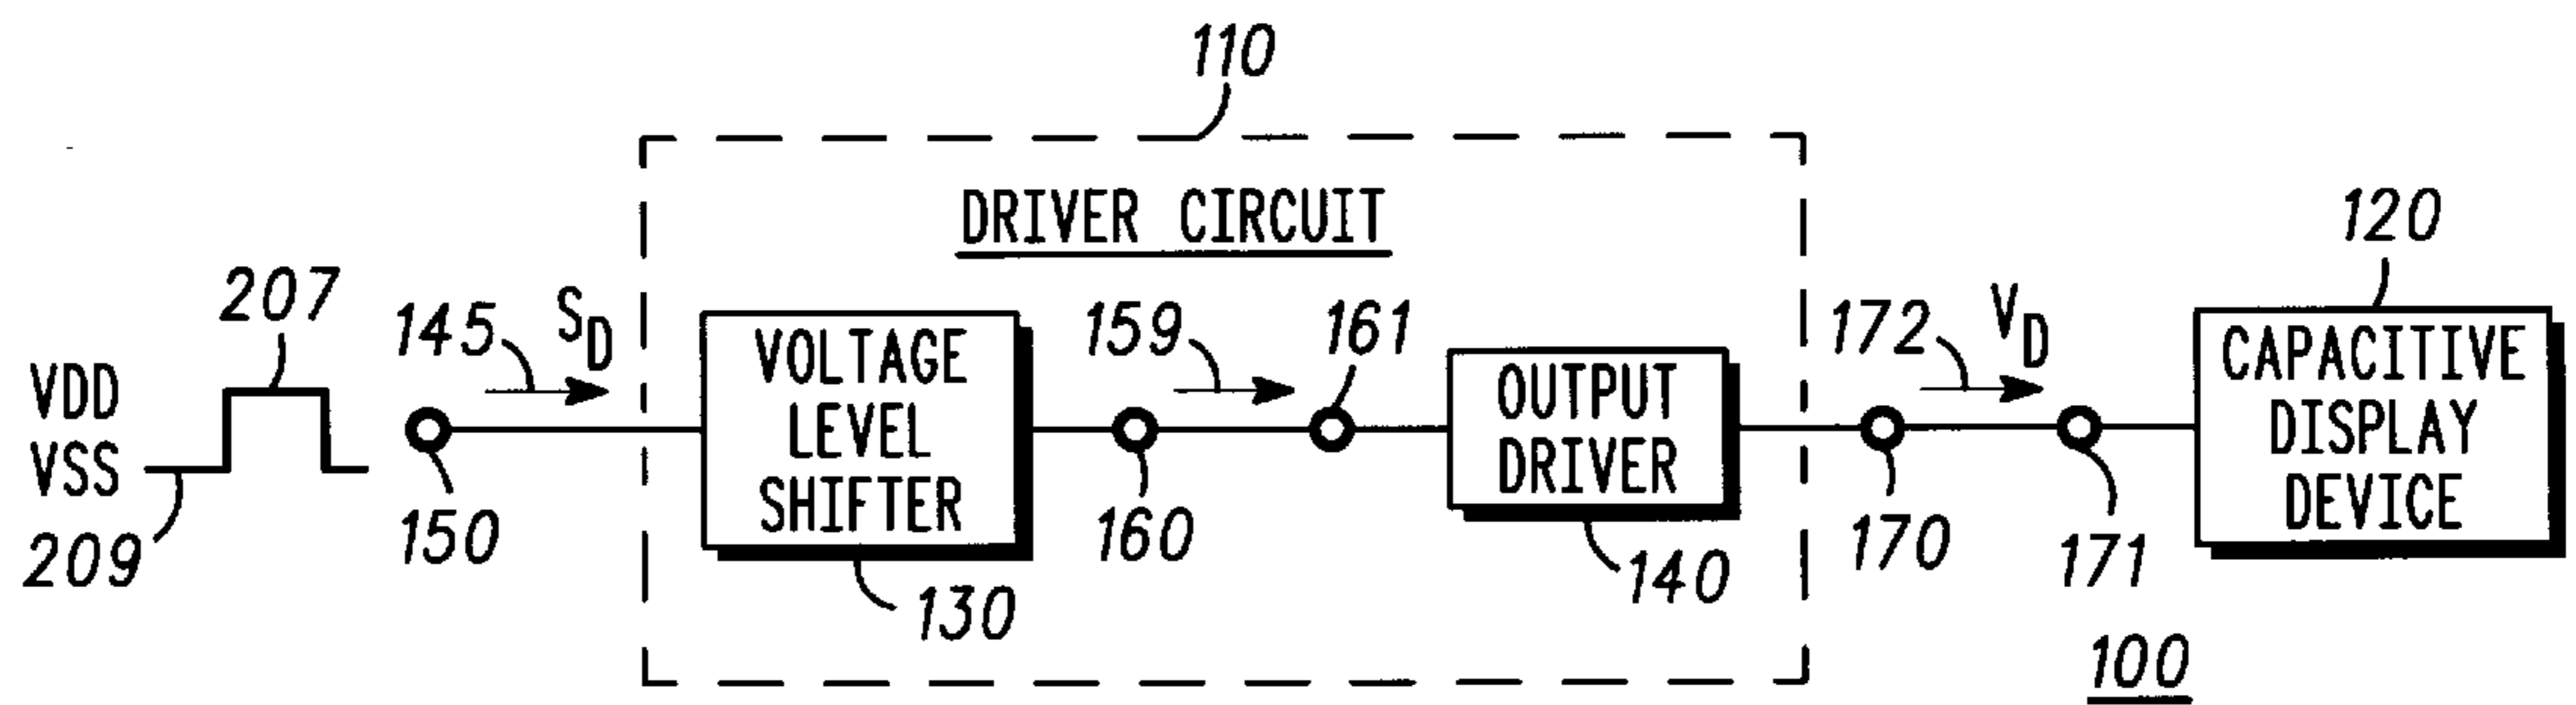 110
DRIVER CIRCUIT
120
207
145
S_D
159
161
172
V_D
VDD
VSS
209
150
VOLTAGE
LEVEL
SHIFTER
130
160
OUTPUT
DRIVER
140
170
171
CAPACITIVE
DISPLAY
DEVICE
100